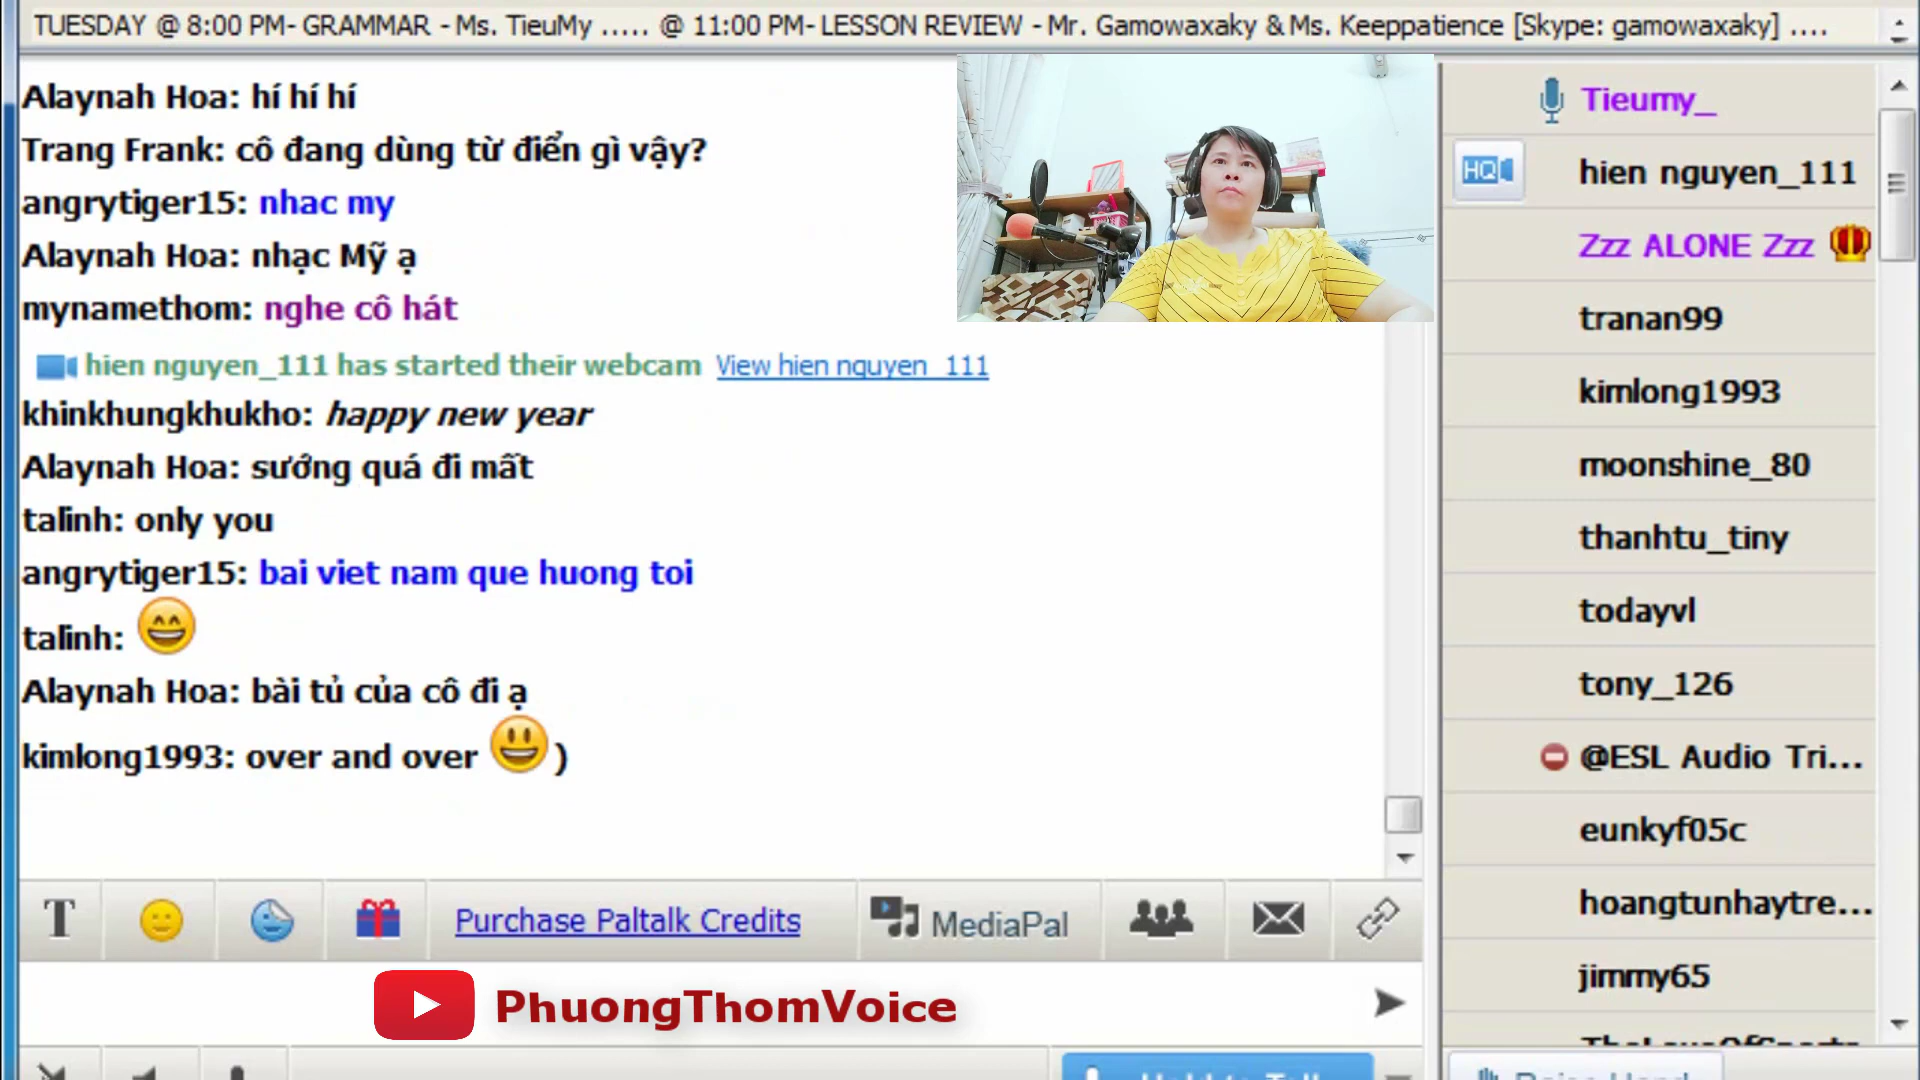 TUESDAY @ 8:00 PM- GRAMMAR - Ms. TieuMy ..... @ 11:00 PM- LESSON REVIEW - Mr. Gamowaxaky & Ms. Keeppatience [Skype: gamowaxaky] ....
Alaynah Hoa: hí hí hí
Trang Frank: cô đang dùng từ điển gì vậy?
angrytiger15: nhac my
Alaynah Hoa: nhạc Mỹ ạ
mynamethom: nghe cô hát
hien nguyen_111 has started their webcam View hien nguyen_111
khinkhungkhukho: happy new year
Alaynah Hoa: sướng quá đi mất
talinh: only you
angrytiger15: bai viet nam que huong toi
talinh:
Alaynah Hoa: bài tủ của cô đi ạ
kimlong1993: over and over )
T
Purchase Paltalk Credits
MediaPal
PhuongThomVoice
Tieumy_
HQ
hien nguyen_111
Zzz ALONE Zzz
tranan99
kimlong1993
moonshine_80
thanhtu_tiny
todayvl
tony_126
@ESL Audio Tri...
eunkyf05c
hoangtunhaytre...
jimmy65